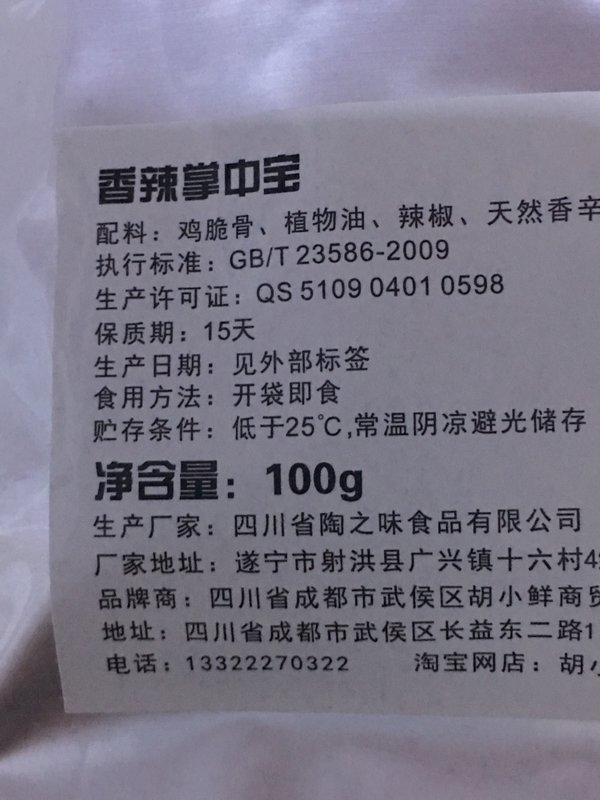 香辣掌中宝
配料：鸡脆骨、植物油、辣椒、天然香辛
执行标准：GB/T 23586-2009
生产许可证：QS 5109 0401 0598
保质期：15天
生产日期：见外部标签
食用方法：开袋即食
贮存条件：低于25℃,常温阴凉避光储存
净含量：100g
生产厂家：四川省陶之味食品有限公司
厂家地址：遂宁市射洪县广兴镇十六村4
品牌商：四川省成都市武侯区胡小鲜商贸
地址：四川省成都市武侯区长益东二路1
电话：13322270322 淘宝网店：胡小